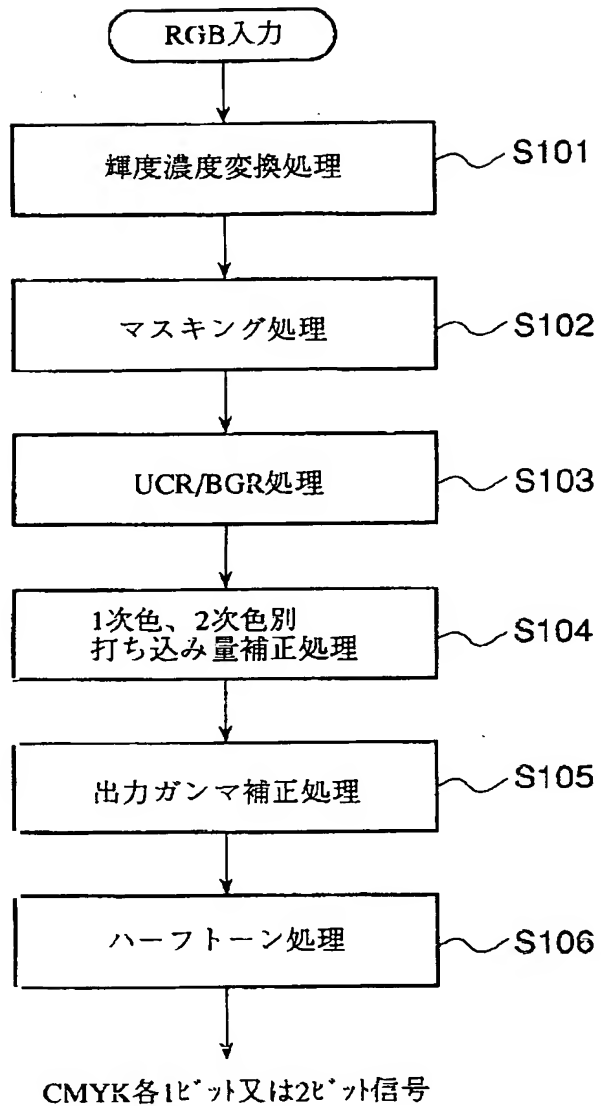 RGB入力
輝度濃度変換処理
S101
マスキング処理
S102
UCR/BGR処理
S103
1次色、2次色別
打ち込み量補正処理
S104
出力ガンマ補正処理
S105
ハーフトーン処理
S106
CMYK各1ビット又は2ビット信号